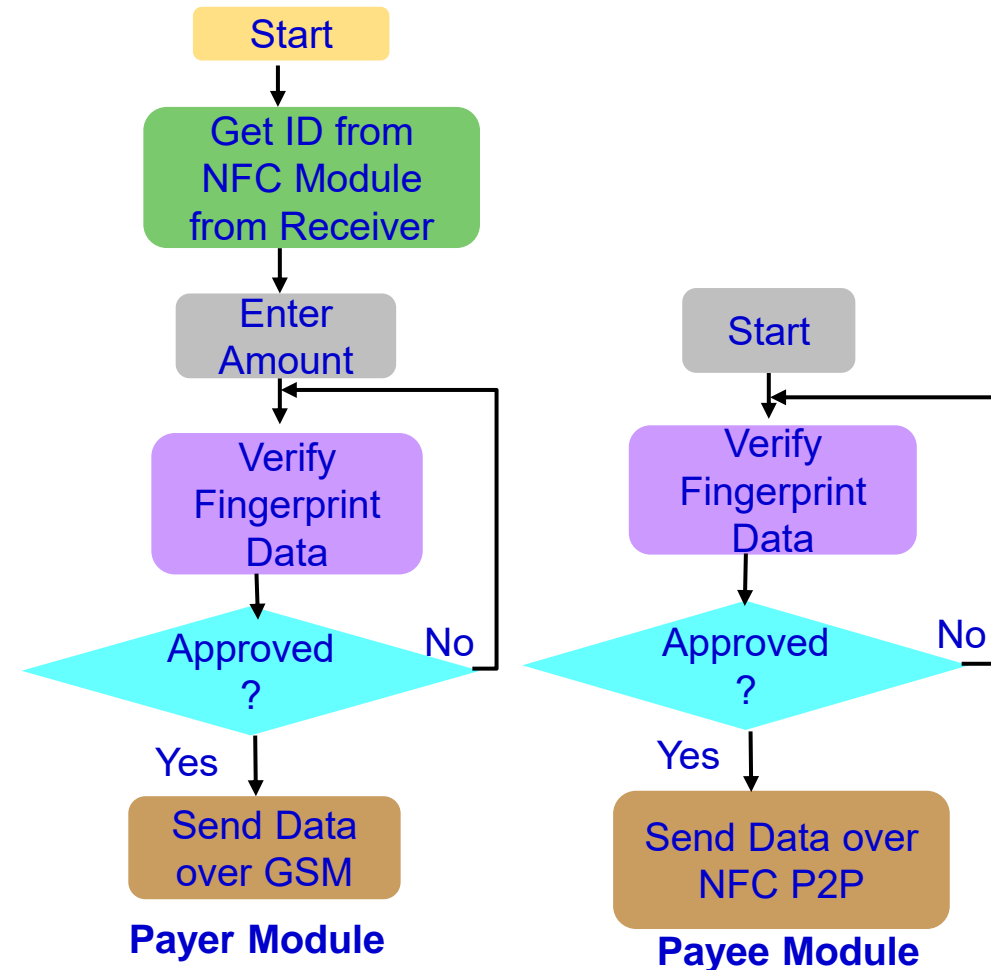 Start
Get ID from
NFC Module
from Receiver
Enter
Amount
Verify
Fingerprint
Data
Approved
?
No
Yes
Send Data
over GSM
Payer Module
Start
Verify
Fingerprint
Data
Approved
?
No
Yes
Send Data over
NFC P2P
Payee Module